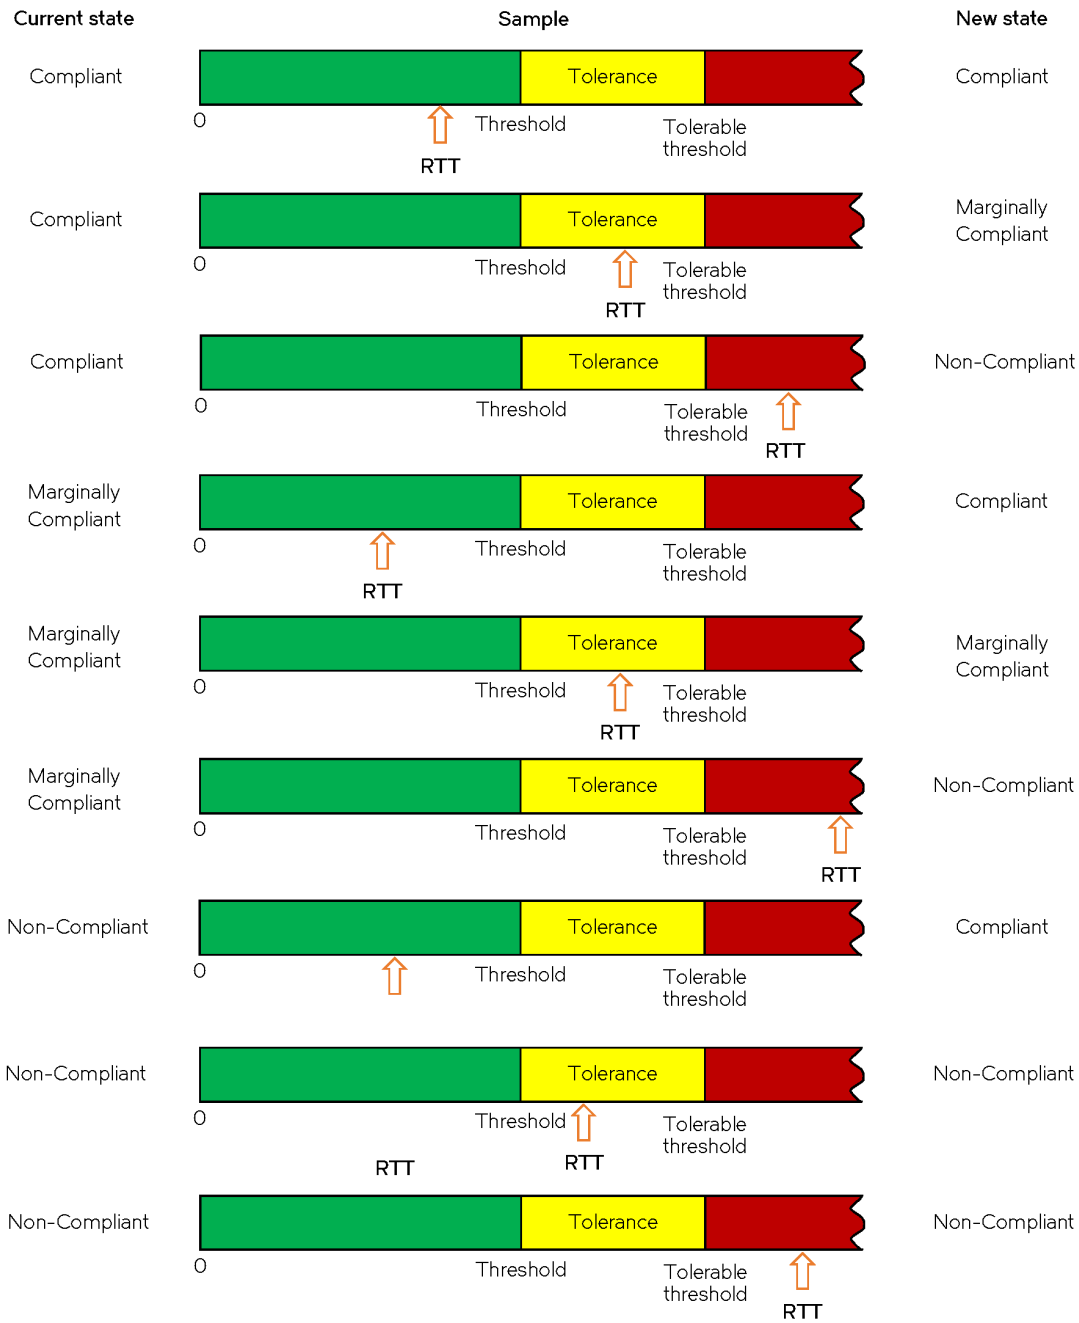 Current state
Sample
New state
Compliant
Tolerance
Compliant
0
Threshold
Tolerable
threshold
RTT
Compliant
Tolerance
Marginally
Compliant
0
Threshold
Tolerable
threshold
RTT
Compliant
Tolerance
Non-Compliant
0
Threshold
Tolerable
threshold
RTT
Marginally
Compliant
Tolerance
Compliant
0
Threshold
Tolerable
threshold
RTT
Marginally
Compliant
Tolerance
Marginally
Compliant
0
Threshold
Tolerable
threshold
RTT
Marginally
Compliant
Tolerance
Non-Compliant
0
Threshold
Tolerable
threshold
RTT
Non-Compliant
Tolerance
Compliant
0
Threshold
Tolerable
threshold
Non-Compliant
Tolerance
Non-Compliant
0
Threshold
Tolerable
threshold
RTT
RTT
Non-Compliant
Tolerance
Non-Compliant
0
Threshold
Tolerable
threshold
RTT